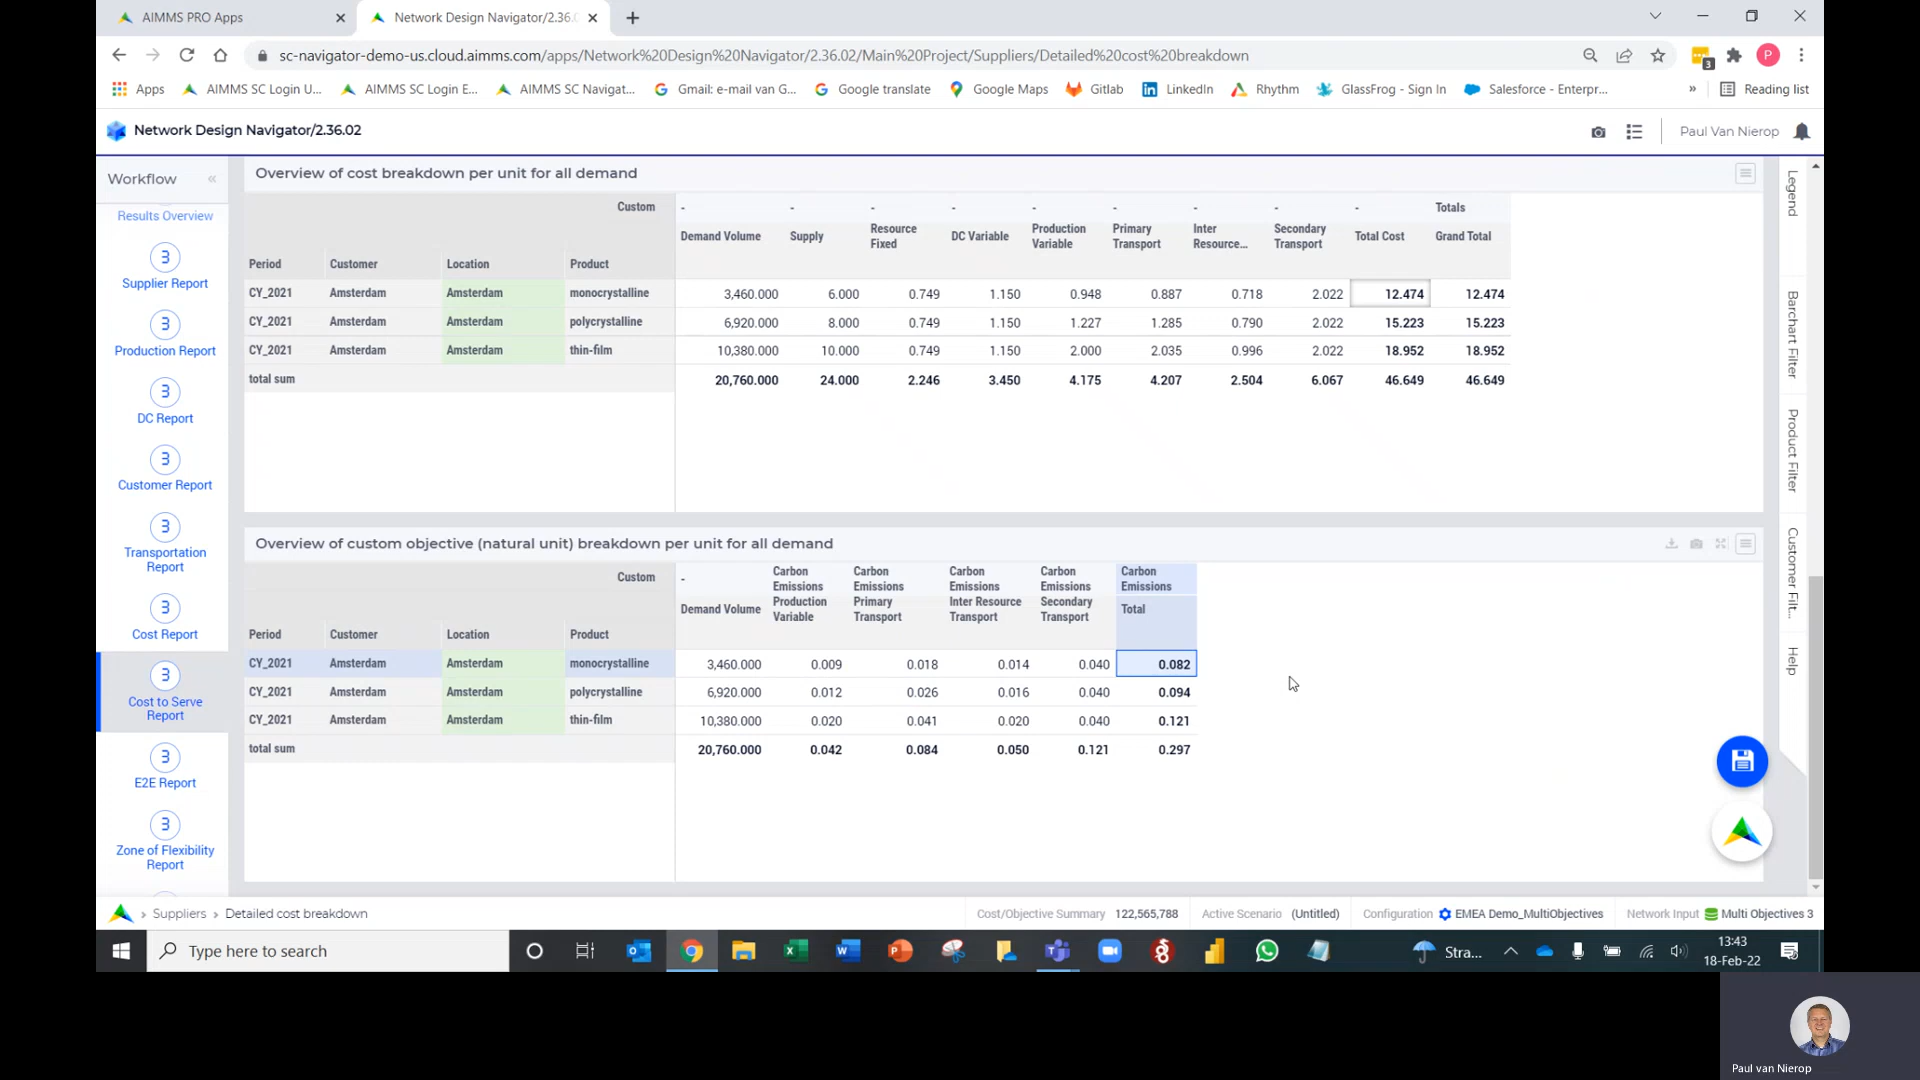 AIMMS PRO Apps
Network Design Navigator/2.36.0
sc-navigator-demo-us.cloud.aimms.com/apps/Network%20Design%20Navigator/2.36.02/Main%20Project/Suppliers/Detailed%20cost%20breakdown
3
P
Apps AIMMS SC Login U... AIMMS SC Login E... AIMMS SC Navigat... Gmail: e-mail van G... Google translate Google Maps Gitlab LinkedIn Rhythm GlassFrog - Sign In Salesforce - Enterpr... » Reading list
Network Design Navigator/2.36.02
Paul Van Nierop
Workflow «
Results Overview
3
Supplier Report
3
Production Report
3
DC Report
3
Customer Report
3
Transportation
Report
3
Cost Report
3
Cost to Serve
Report
3
E2E Report
3
Zone of Flexibility
Report
Overview of cost breakdown per unit for all demand
Custom - - - - - - - - - Totals
Demand Volume Supply Resource Fixed DC Variable Production Variable Primary Transport Inter Resource... Secondary Transport Total Cost Grand Total
Period Customer Location Product
CY_2021 Amsterdam Amsterdam monocrystalline 3,460.000 6.000 0.749 1.150 0.948 0.887 0.718 2.022 12.474 12.474
CY_2021 Amsterdam Amsterdam polycrystalline 6,920.000 8.000 0.749 1.150 1.227 1.285 0.790 2.022 15.223 15.223
CY_2021 Amsterdam Amsterdam thin-film 10,380.000 10.000 0.749 1.150 2.000 2.035 0.996 2.022 18.952 18.952
total sum 20,760.000 24.000 2.246 3.450 4.175 4.207 2.504 6.067 46.649 46.649
Overview of custom objective (natural unit) breakdown per unit for all demand
Custom - Carbon Emissions Carbon Emissions Carbon Emissions Carbon Emissions Carbon Emissions
Demand Volume Production Variable Primary Transport Inter Resource Transport Secondary Transport Total
Period Customer Location Product
CY_2021 Amsterdam Amsterdam monocrystalline 3,460.000 0.009 0.018 0.014 0.040 0.082
CY_2021 Amsterdam Amsterdam polycrystalline 6,920.000 0.012 0.026 0.016 0.040 0.094
CY_2021 Amsterdam Amsterdam thin-film 10,380.000 0.020 0.041 0.020 0.040 0.121
total sum 20,760.000 0.042 0.084 0.050 0.121 0.297
Legend
Barchart Filter
Product Filter
Customer Filt...
Help
› Suppliers › Detailed cost breakdown
Cost/Objective Summary 122,565,788 Active Scenario (Untitled) Configuration EMEA Demo_MultiObjectives Network Input Multi Objectives 3
Type here to search
Stra...
13:43
18-Feb-22
Paul van Nierop